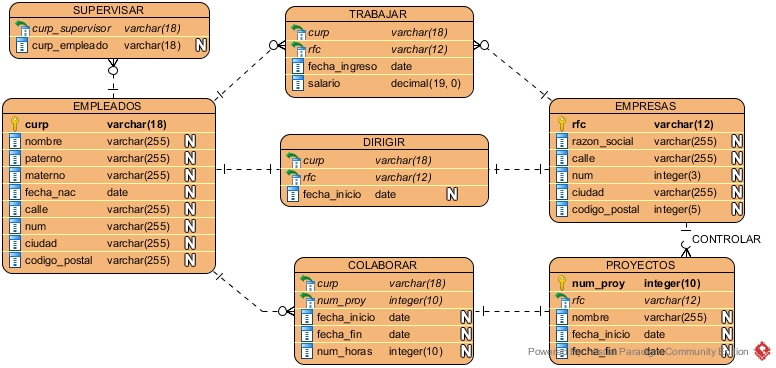 SUPERVISAR
curp_supervisor varchar(18)
curp_empleado varchar(18) N
TRABAJAR
curp varchar(18)
rfc varchar(12)
fecha_ingreso date
salario decimal(19, 0)
EMPLEADOS
curp varchar(18)
nombre varchar(255) N
paterno varchar(255) N
materno varchar(255) N
fecha_nac date N
calle varchar(255) N
num varchar(255) N
ciudad varchar(255) N
codigo_postal varchar(255) N
DIRIGIR
curp varchar(18)
rfc varchar(12)
fecha_inicio date N
EMPRESAS
rfc varchar(12)
razon_social varchar(255) N
calle varchar(255) N
num integer(3) N
ciudad varchar(255) N
codigo_postal integer(5) N
CONTROLAR
COLABORAR
curp varchar(18)
num_proy integer(10)
fecha_inicio date N
fecha_fin date N
num_horas integer(10) N
PROYECTOS
num_proy integer(10)
rfc varchar(12)
nombre varchar(255) N
fecha_inicio date N
fecha_fin date N
Paradigm Community Edition